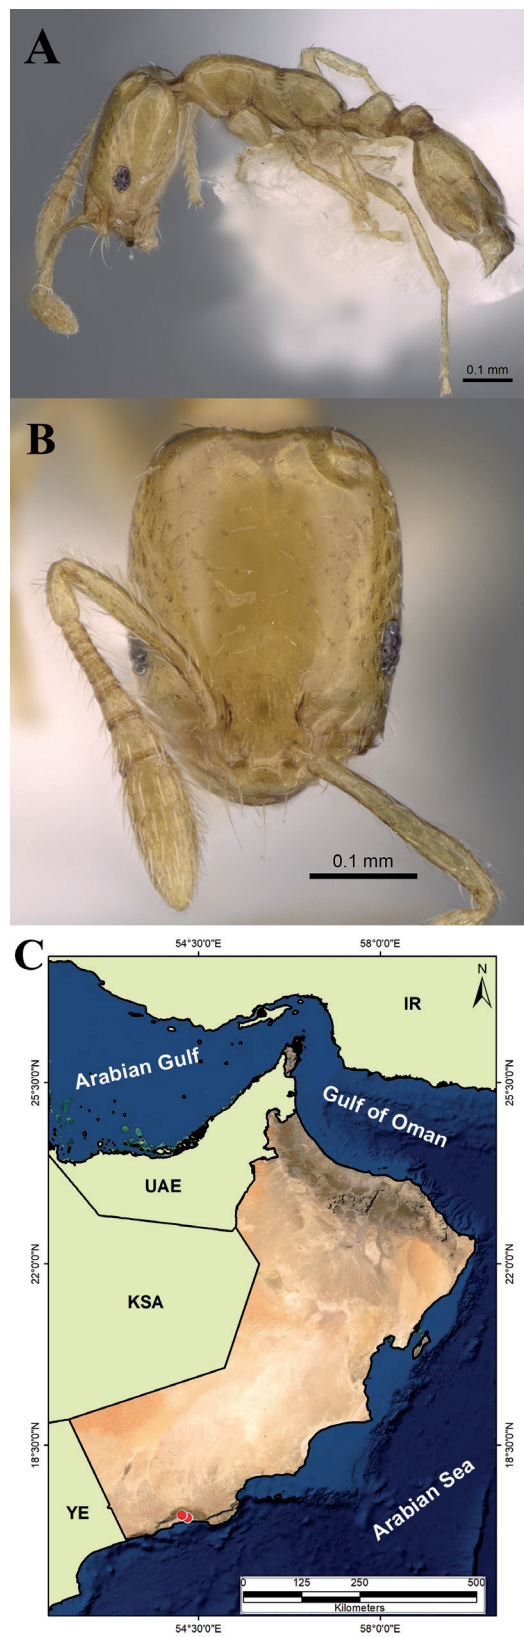 A
0.1 mm
B
0.1 mm
C
54°30'0"E 58°0'0"E
N
IR
Arabian Gulf
25°30'0"N 25°30'0"N
Gulf of Oman
UAE
22°0'0"N 22°0'0"N
KSA
18°30'0"N 18°30'0"N
YE
Arabian Sea
0 125 250 500
Kilometers
54°30'0"E 58°0'0"E